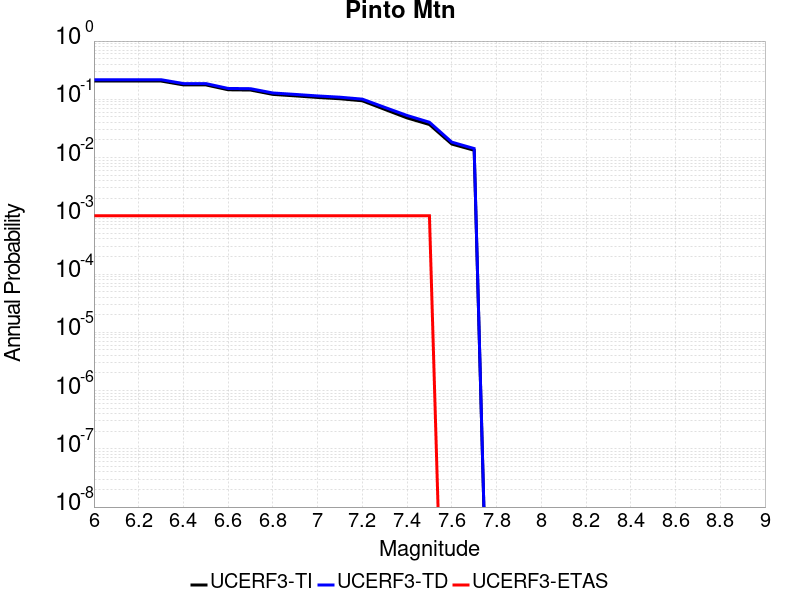 Pinto Mtn
10^0
10^-1
10^-2
10^-3
10^-4
10^-5
10^-6
10^-7
10^-8
Annual Probability
6 6.2 6.4 6.6 6.8 7 7.2 7.4 7.6 7.8 8 8.2 8.4 8.6 8.8 9
Magnitude
UCERF3-TI UCERF3-TD UCERF3-ETAS